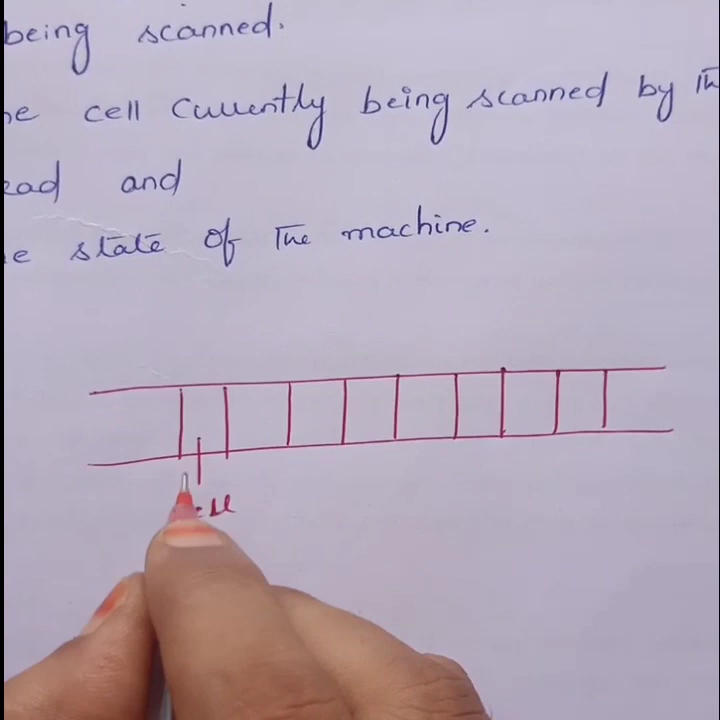 being scanned.
cell currently being scanned by
and
state of The machine.